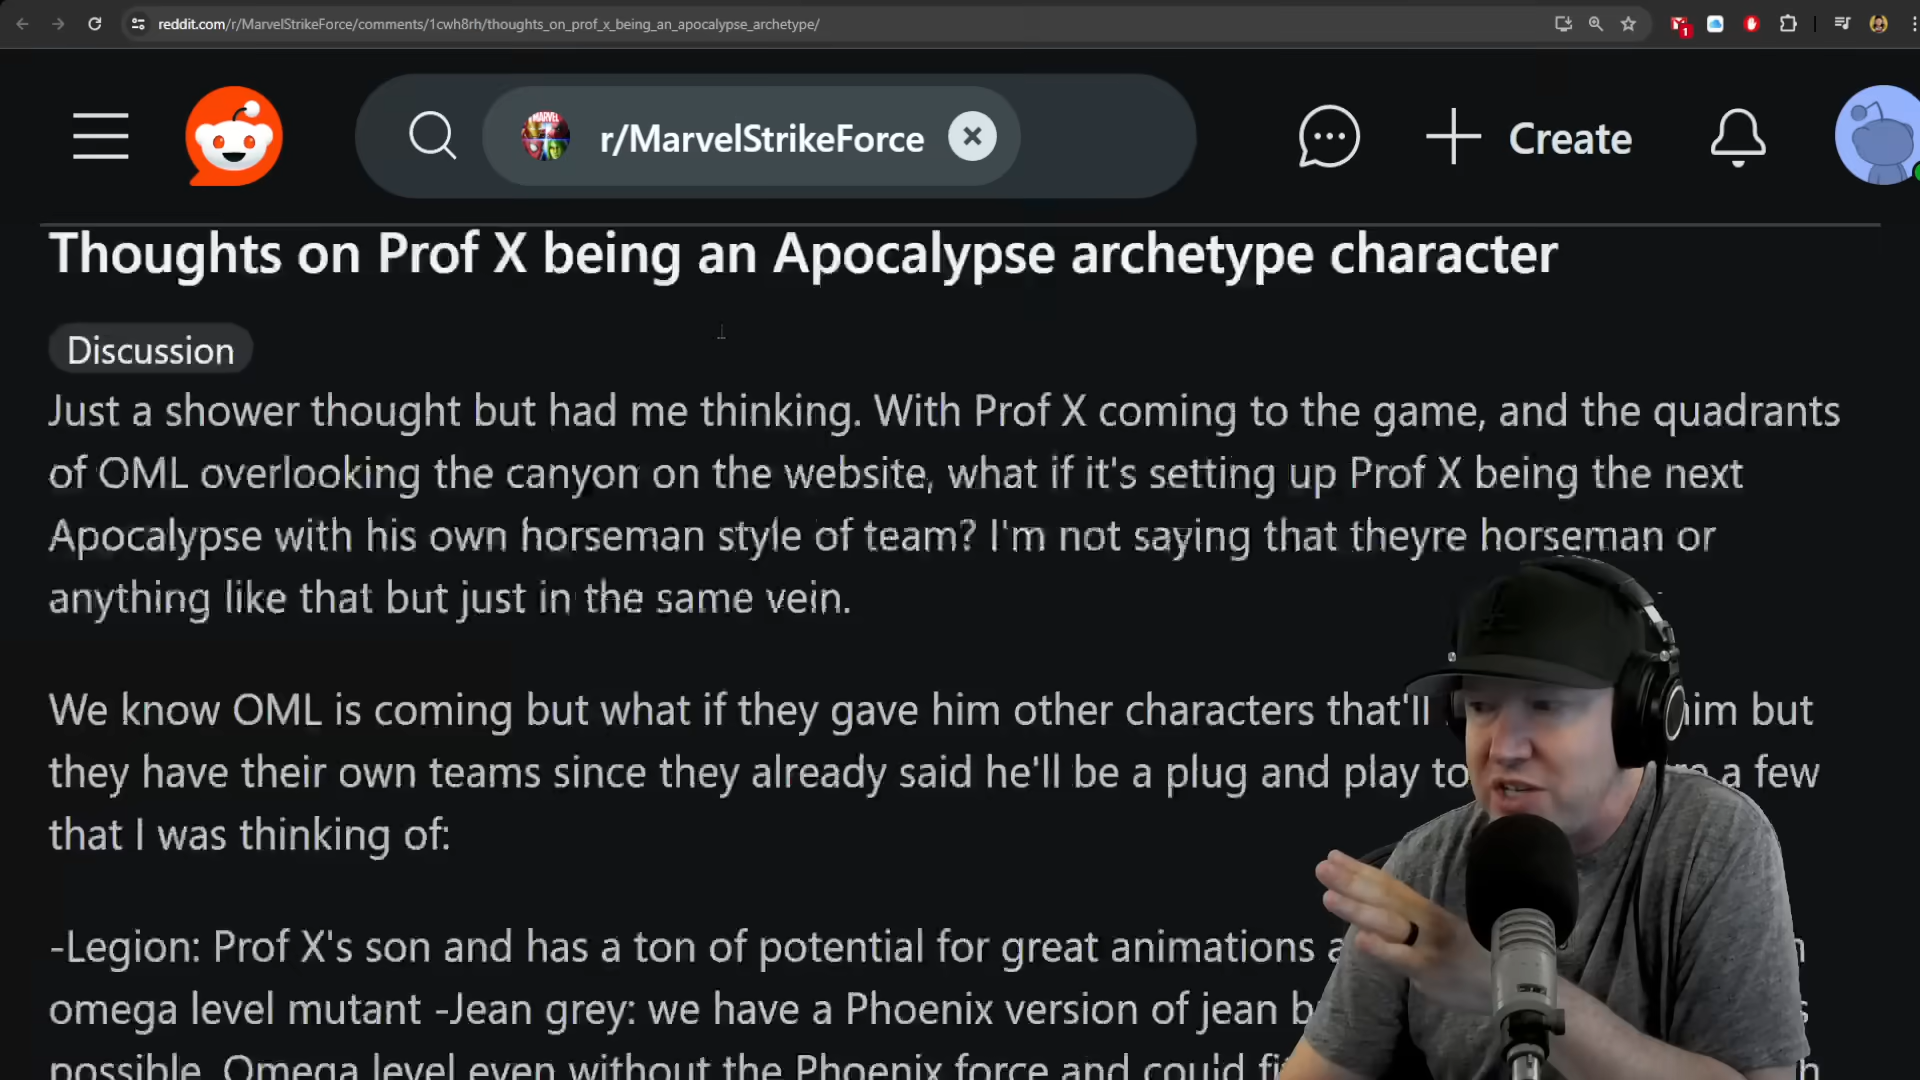 reddit.com/r/MarvelStrikeForce/comments/1cwh8rh/thoughts_on_prof_x_being_an_apocalypse_archetype/
1
MARVEL
r/MarvelStrikeForce
Create
Thoughts on Prof X being an Apocalypse archetype character
Discussion
Just a shower thought but had me thinking. With Prof X coming to the game, and the quadrants
of OML overlooking the canyon on the website, what if it's setting up Prof X being the next
Apocalypse with his own horseman style of team? I'm not saying that theyre horseman or
anything like that but just in the same vein.
We know OML is coming but what if they gave him other characters that'll him but
they have their own teams since they already said he'll be a plug and play a few
that I was thinking of:
-Legion: Prof X's son and has a ton of potential for great animations
omega level mutant -Jean grey: we have a Phoenix version of jean
possible. Omega level even without the Phoenix force and could